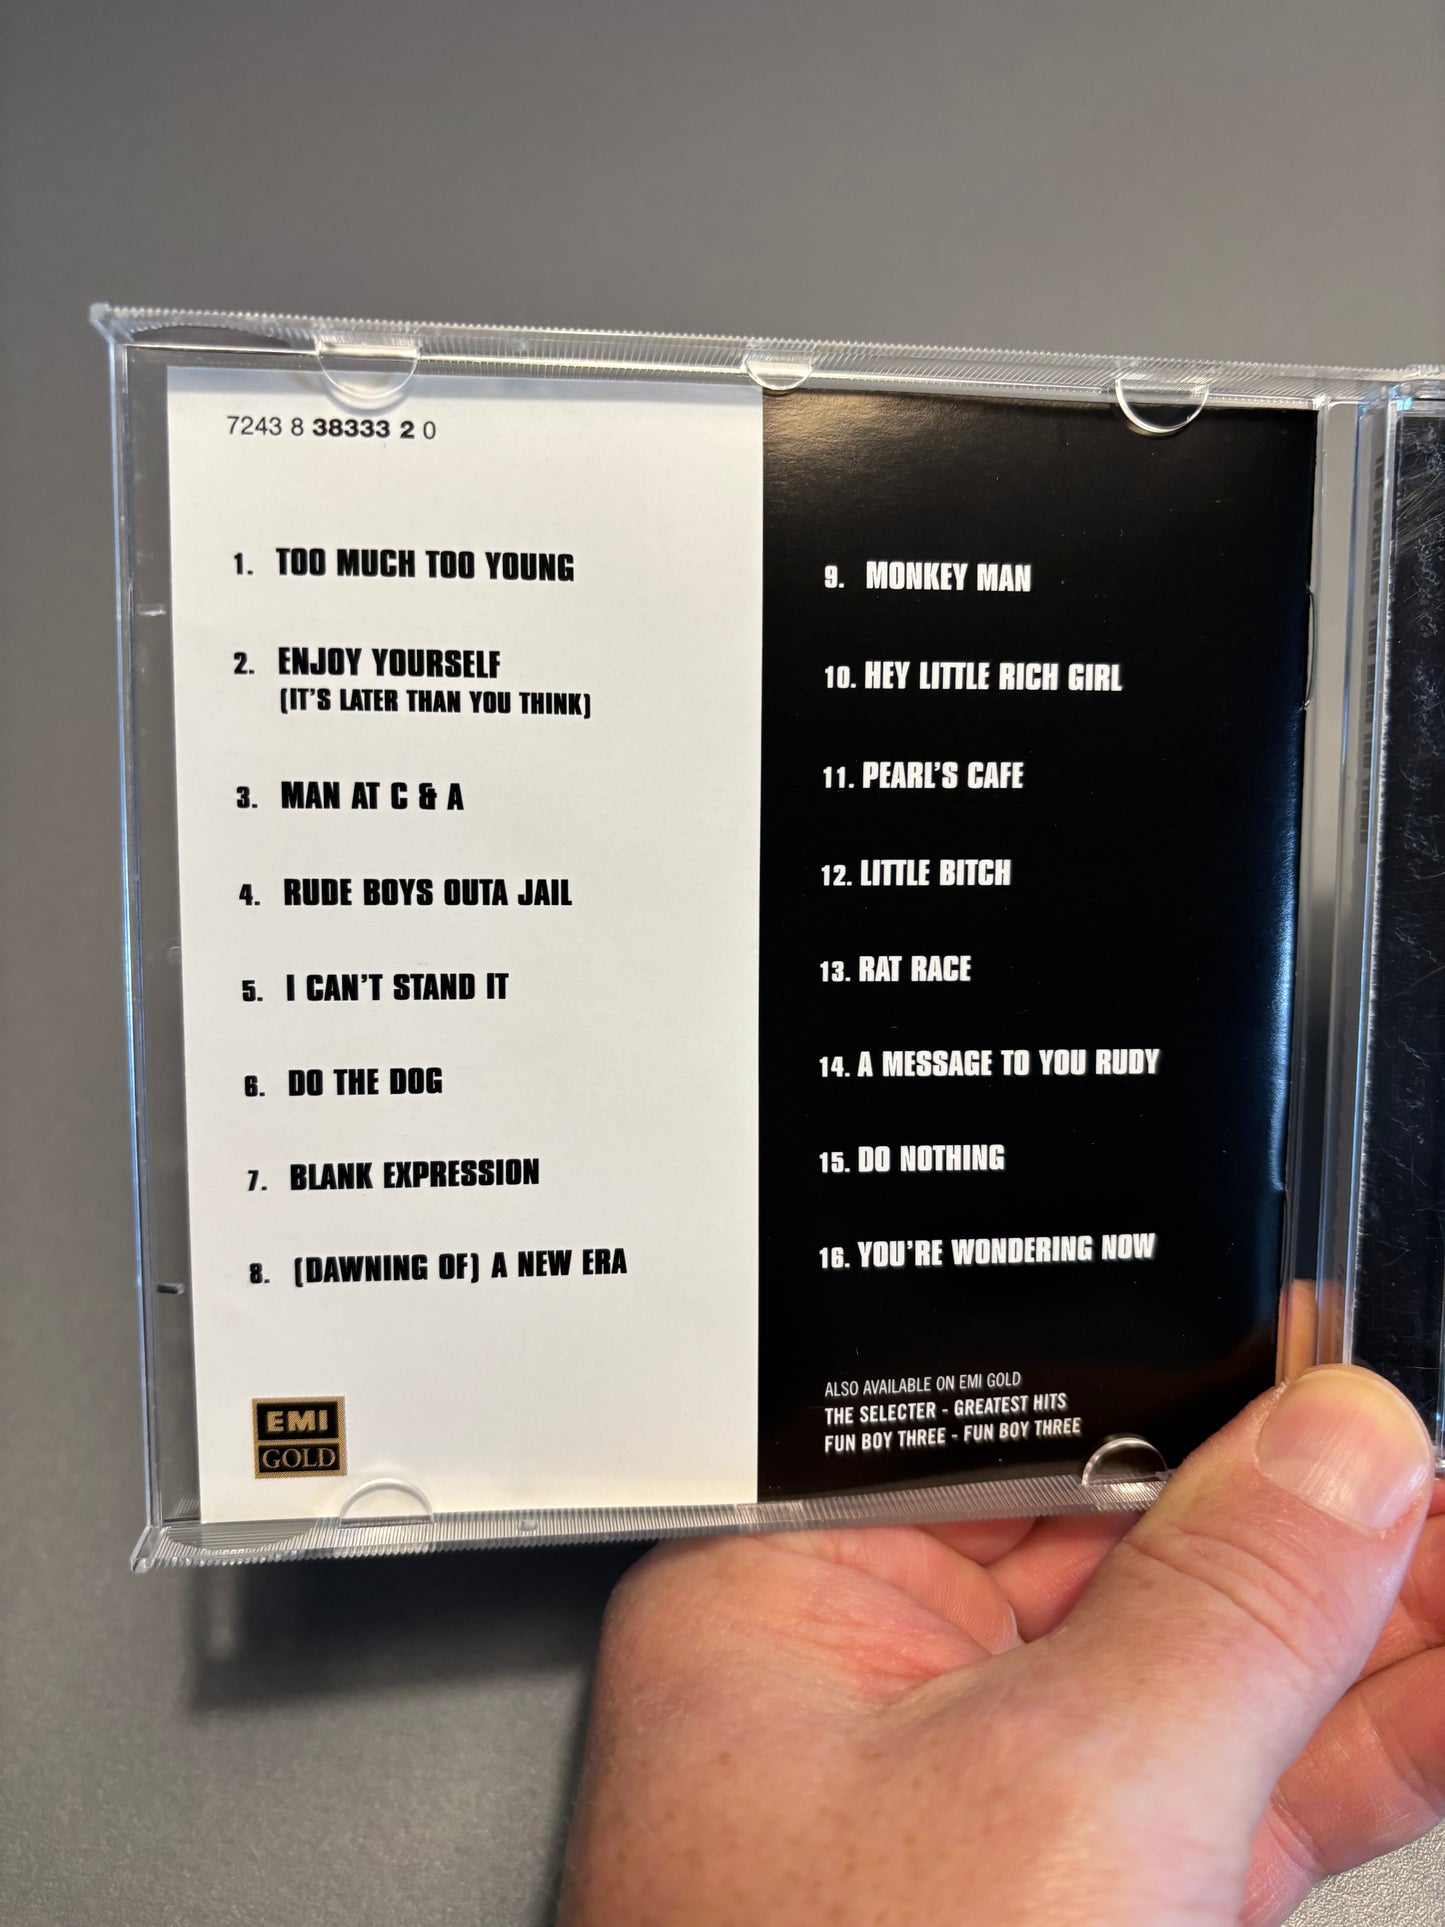 7243 8 38333 2 0
1. TOO MUCH TOO YOUNG
2. ENJOY YOURSELF
(IT'S LATER THAN YOU THINK)
3. MAN AT C & A
4. RUDE BOYS OUTA JAIL
5. I CAN'T STAND IT
6. DO THE DOG
7. BLANK EXPRESSION
8. (DAWNING OF) A NEW ERA
EMI
GOLD
9. MONKEY MAN
10. HEY LITTLE RICH GIRL
11. PEARL'S CAFE
12. LITTLE BITCH
13. RAT RACE
14. A MESSAGE TO YOU RUDY
15. DO NOTHING
16. YOU'RE WONDERING NOW
ALSO AVAILABLE ON EMI GOLD
THE SELECTER - GREATEST HITS
FUN BOY THREE - FUN BOY THREE